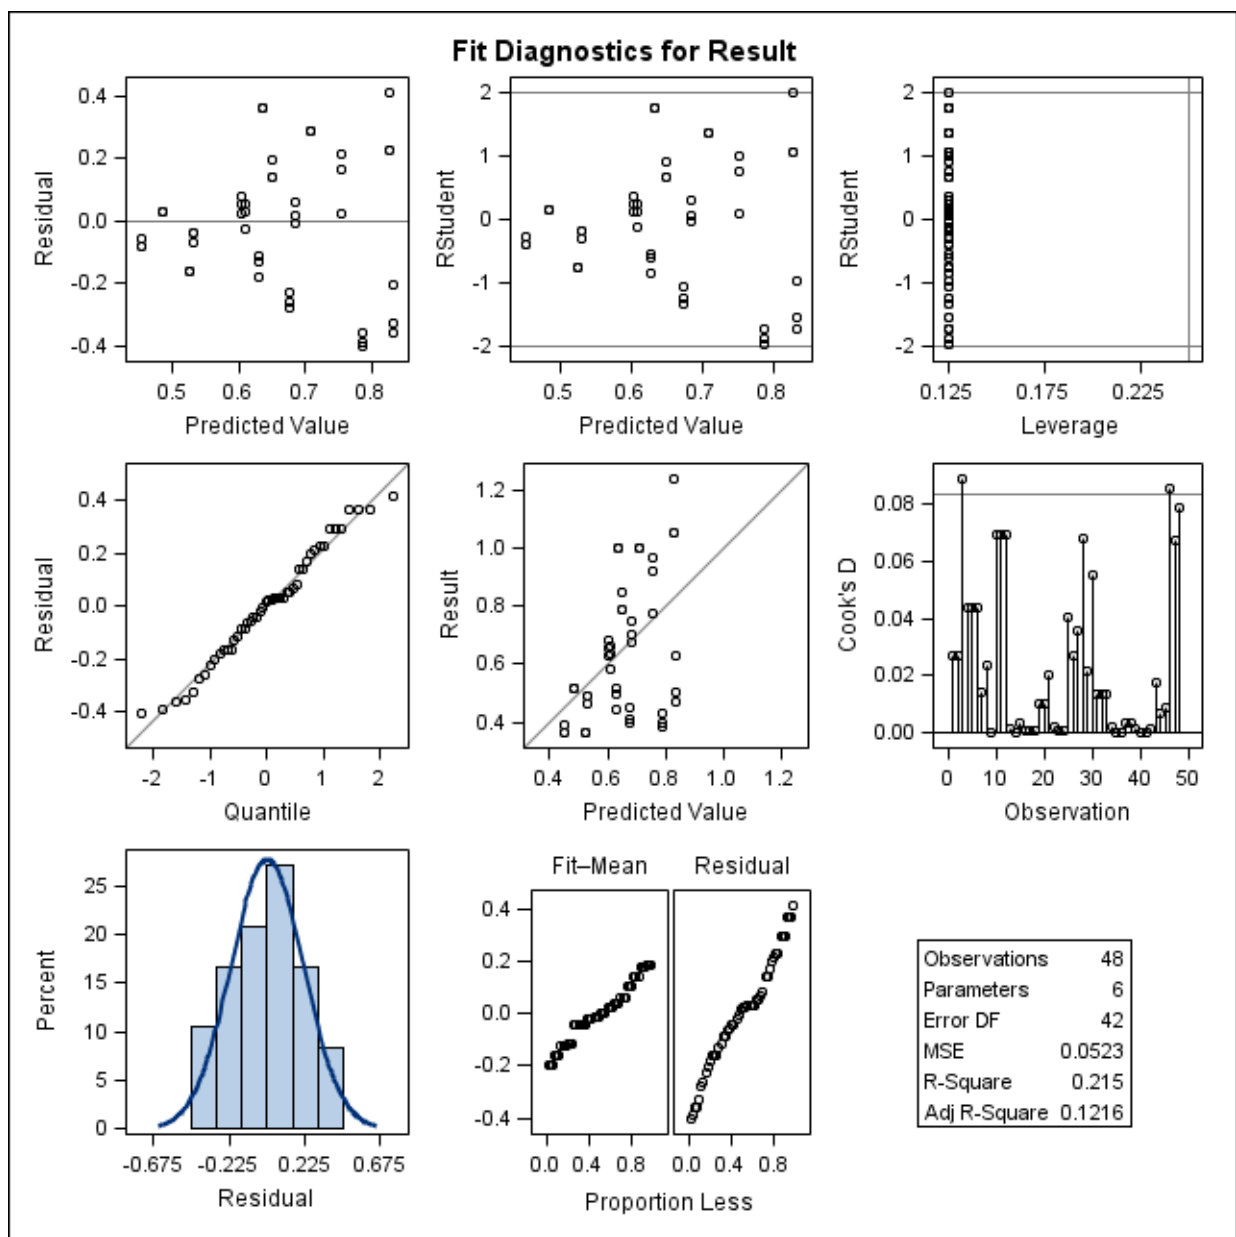 Fit Diagnostics for Result
0.4
0.2
0.0
-0.2
-0.4
Residual
0.5 0.6 0.7 0.8
Predicted Value
2
1
0
-1
-2
RStudent
0.5 0.6 0.7 0.8
Predicted Value
2
1
0
-1
-2
RStudent
0.125 0.175 0.225
Leverage
0.4
0.2
0.0
-0.2
-0.4
Residual
-2 -1 0 1 2
Quantile
1.2
1.0
0.8
0.6
0.4
Result
0.4 0.6 0.8 1.0 1.2
Predicted Value
0.08
0.06
0.04
0.02
0.00
Cook's D
0 10 20 30 40 50
Observation
25
20
15
10
5
0
Percent
-0.675 -0.225 0.225 0.675
Residual
Fit–Mean Residual
0.4
0.2
0.0
-0.2
-0.4
0.0 0.4 0.8 0.0 0.4 0.8
Proportion Less
Observations 48
Parameters 6
Error DF 42
MSE 0.0523
R-Square 0.215
Adj R-Square 0.1216